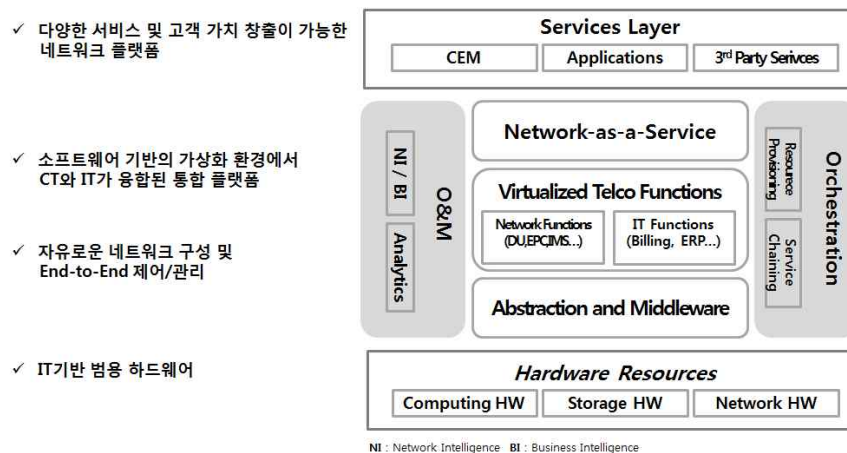 ✓ 다양한 서비스 및 고객 가치 창출이 가능한
네트워크 플랫폼
✓ 소프트웨어 기반의 가상화 환경에서
CT와 IT가 융합된 통합 플랫폼
✓ 자유로운 네트워크 구성 및
End-to-End 제어/관리
✓ IT기반 범용 하드웨어
Services Layer
CEM
Applications
3rd Party Serivces
NI / BI
Analytics
O&M
Network-as-a-Service
Virtualized Telco Functions
Network Functions
(DU,EPC,IMS...)
IT Functions
(Billing, ERP...)
Abstraction and Middleware
Resourece
Provisioning
Service
Chaining
Orchestration
Hardware Resources
Computing HW
Storage HW
Network HW
NI : Network Intelligence BI : Business Intelligence